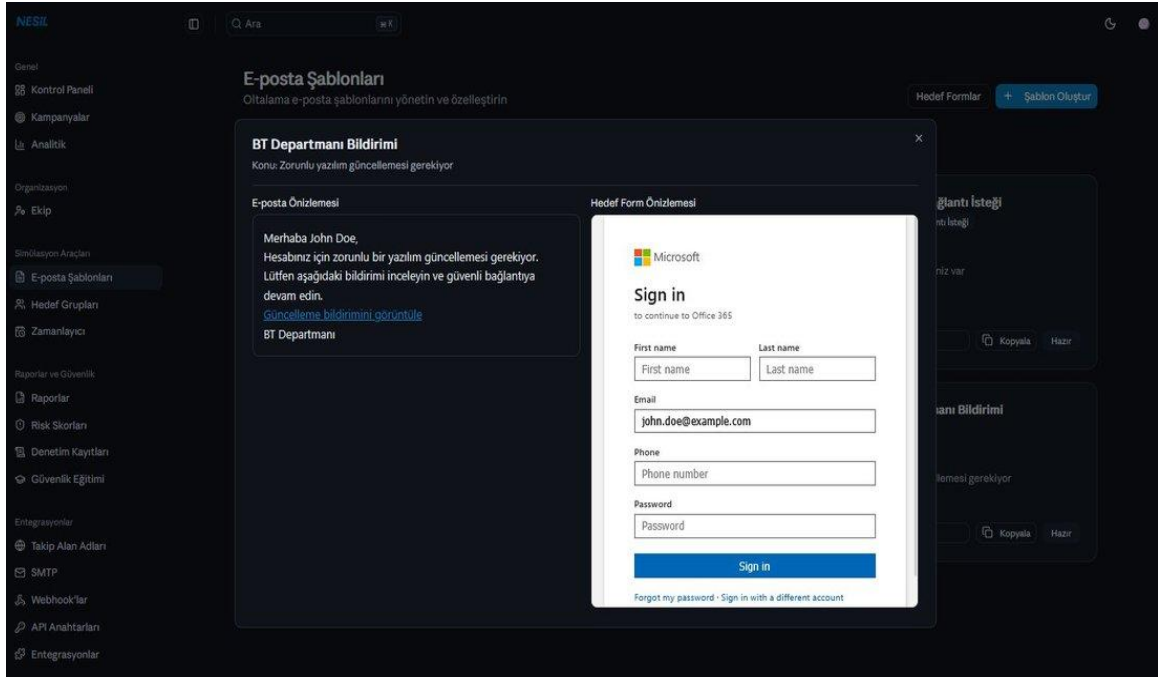 NESIL
Ara
⌘ K
Genel
Kontrol Paneli
Kampanyalar
Analitik
Organizasyon
Ekip
Simülasyon Araçları
E-posta Şablonları
Hedef Grupları
Zamanlayıcı
Raporlar ve Güvenlik
Raporlar
Risk Skorları
Denetim Kayıtları
Güvenlik Eğitimi
Entegrasyonlar
Takip Alan Adları
SMTP
Webhook'lar
API Anahtarları
Entegrasyonlar
E-posta Şablonları
Oltalama e-posta şablonlarını yönetin ve özelleştirin
Hedef Formlar
+ Şablon Oluştur
BT Departmanı Bildirimi
Konu: Zorunlu yazılım güncellemesi gerekiyor
E-posta Önizlemesi
Merhaba John Doe,
Hesabınız için zorunlu bir yazılım güncellemesi gerekiyor.
Lütfen aşağıdaki bildirimi inceleyin ve güvenli bağlantıya
devam edin.
Güncelleme bildirimini görüntüle
BT Departmanı
Hedef Form Önizlemesi
Microsoft
Sign in
to continue to Office 365
First name Last name
First name Last name
Email
john.doe@example.com
Phone
Phone number
Password
Password
Sign in
Forgot my password · Sign in with a different account
İsteği
İsteği
niz var
Kopyala Hazır
Bildirimi
gerekiyor
Kopyala Hazır